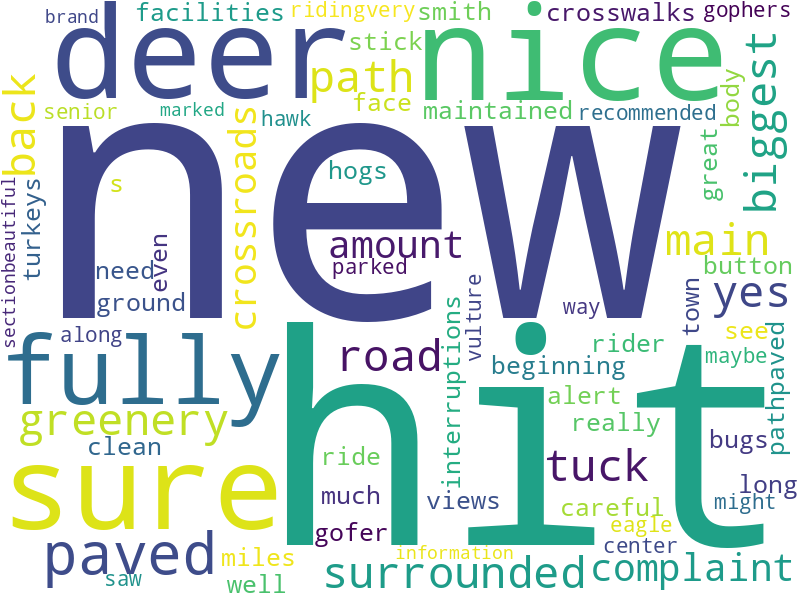 brand
facilities
ridingvery
smith
crosswalks
gophers
deer
nice
stick
path
face
back
senior
marked
hawk
maintained
recommended
body
biggest
great
crossroads
new
s
hogs
turkeys
sectionbeautiful
amount
main
need
even
parked
button
ground
yes
along
way
town
vulture
interruptions
road
rider
see
fully
hit
beginning
maybe
pathpaved
greenery
alert
really
clean
bugs
sure
ride
tuck
long
much
views
careful
might
gofer
eagle
paved
center
miles
information
saw
well
surrounded
complaint